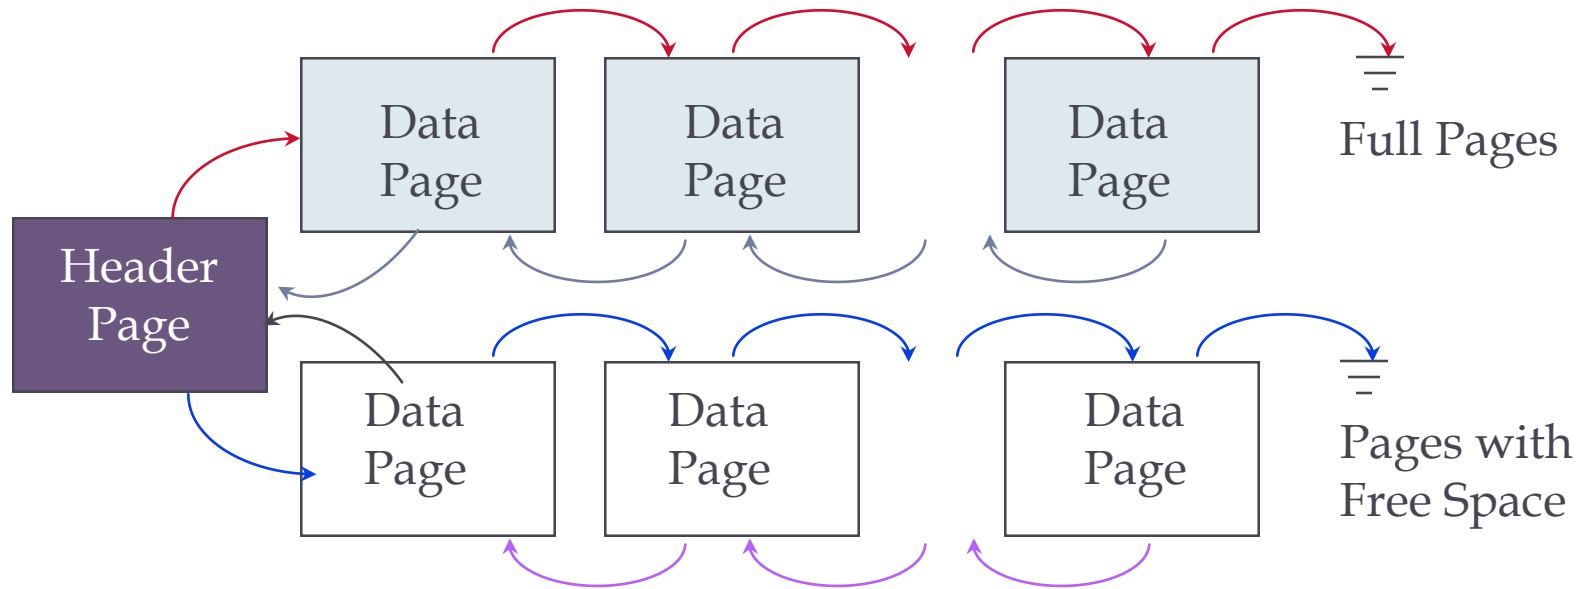 Data
Page
Data
Page
Data
Page
Full Pages
Header
Page
Data
Page
Data
Page
Data
Page
Pages with
Free Space